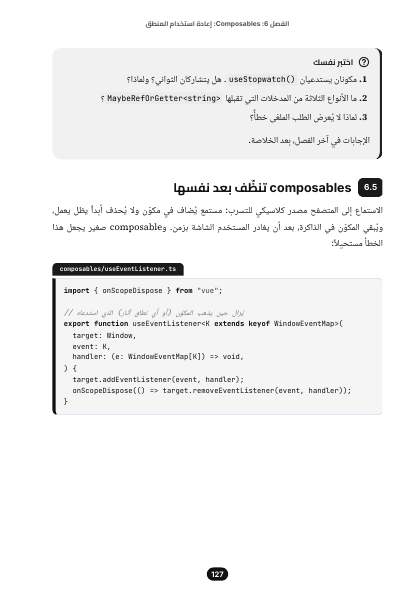 الفصل 6: Composables: إعادة استخدام المنطق
اختبر نفسك
1. مكونان يستدعيان useStopwatch() . هل يتشاركان الثواني؟ ولماذا؟
2. ما الأنواع الثلاثة من المدخلات التي تقبلها MaybeRefOrGetter<string> ؟
3. لماذا لا يُعرض الطلب الملغى خطأً؟
الإجابات في آخر الفصل، بعد الخلاصة.
6.5 composables تنظّف بعد نفسها
الاستماع إلى المتصفح مصدر كلاسيكي للتسرب: مستمع يُضاف في مكوّن ولا يُحذف أبداً يظل يعمل،
ويُبقي المكوّن في الذاكرة، بعد أن يغادر المستخدم الشاشة بزمن. وcomposable صغير يجعل هذا
الخطأ مستحيلاً:
composables/useEventListener.ts
import { onScopeDispose } from "vue";
// يُزال حين يذهب المكوّن (أو أي نطاق آثار) الذي استدعاه
export function useEventListener<K extends keyof WindowEventMap>(
target: Window,
event: K,
handler: (e: WindowEventMap[K]) => void,
) {
target.addEventListener(event, handler);
onScopeDispose(() => target.removeEventListener(event, handler));
}
127